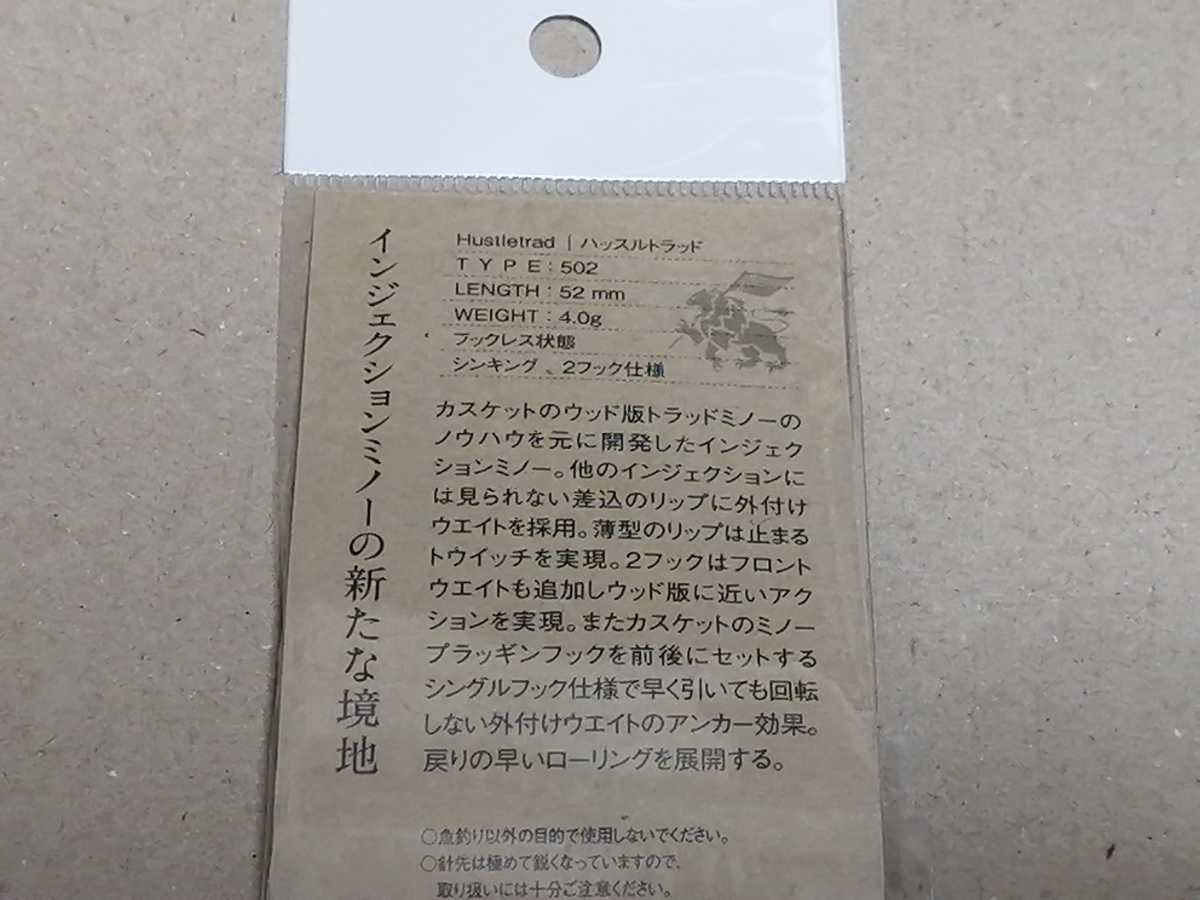 インジェクションミノーの新たな境地
Hustletrad | ハッスルトラッド
TYPE:502
LENGTH:52 mm
WEIGHT:4.0g
フックレス状態
シンキング、2フック仕様
カスケットのウッド版トラッドミノーの
ノウハウを元に開発したインジェク
ションミノー。他のインジェクションに
は見られない差込のリップに外付け
ウエイトを採用。薄型のリップは止まる
トウイッチを実現。2フックはフロント
ウエイトも追加しウッド版に近いアク
ションを実現。またカスケットのミノー
プラッギンフックを前後にセットする
シングルフック仕様で早く引いても回転
しない外付けウエイトのアンカー効果。
戻りの早いローリングを展開する。
○魚釣り以外の目的で使用しないでください。
○針先は極めて鋭くなっていますので、
取り扱いには十分ご注意ください。